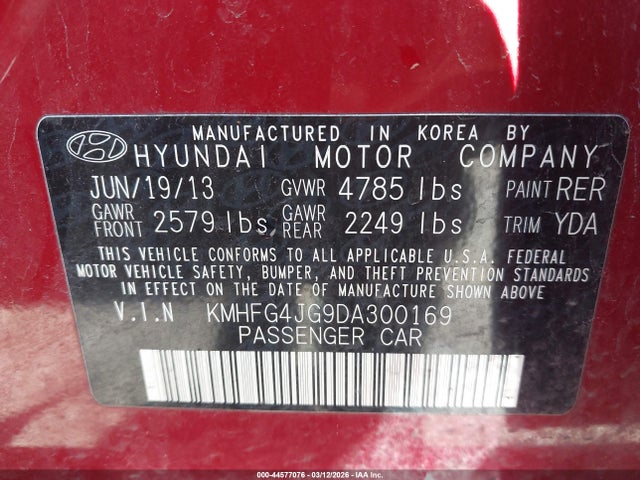 MANUFACTURED IN KOREA BY
HYUNDAI MOTOR COMPANY
JUN/19/13 GVWR 4785 lbs PAINT RER
GAWR FRONT 2579 lbs GAWR REAR 2249 lbs TRIM YDA
THIS VEHICLE CONFORMS TO ALL APPLICABLE U.S.A. FEDERAL
MOTOR VEHICLE SAFETY, BUMPER, AND THEFT PREVENTION STANDARDS
IN EFFECT ON THE DATE OF MANUFACTURE SHOWN ABOVE.
V.I.N KMHFG4JG9DA300169
PASSENGER CAR
000-44577076 - 03/12/2026 - IAA Inc.